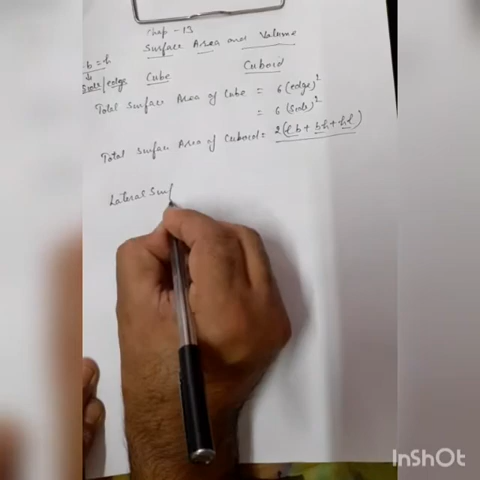 Chap - 13
Surface Area and Volume
b = h
Side/edge Cube Cuboid
Total Surface Area of Cube = 6 (edge)²
= 6 (side)²
Total Surface Area of Cuboid = 2(lb + bh + hl)
Lateral Surf
InShOt